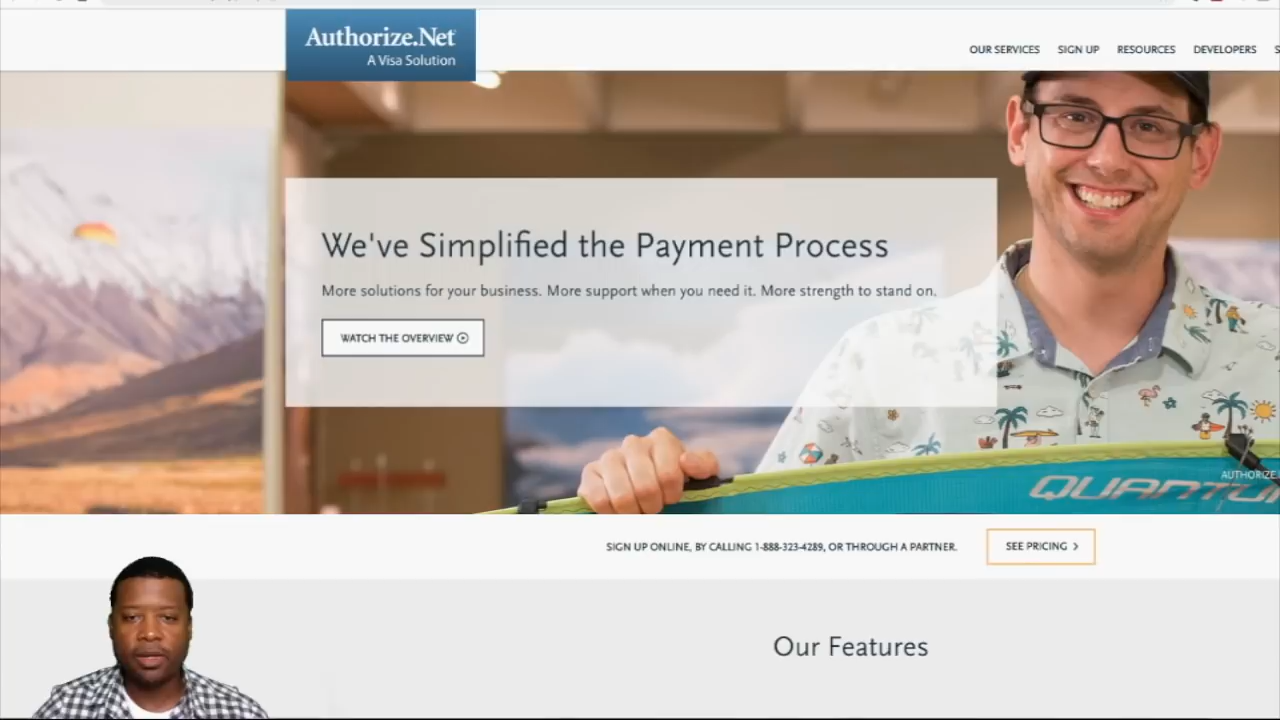 Authorize.Net
A Visa Solution
OUR SERVICES SIGN UP RESOURCES DEVELOPERS
We've Simplified the Payment Process
More solutions for your business. More support when you need it. More strength to stand on.
WATCH THE OVERVIEW
AUTHORIZE
QUANTU
SIGN UP ONLINE, BY CALLING 1-888-323-4289, OR THROUGH A PARTNER.
SEE PRICING
Our Features